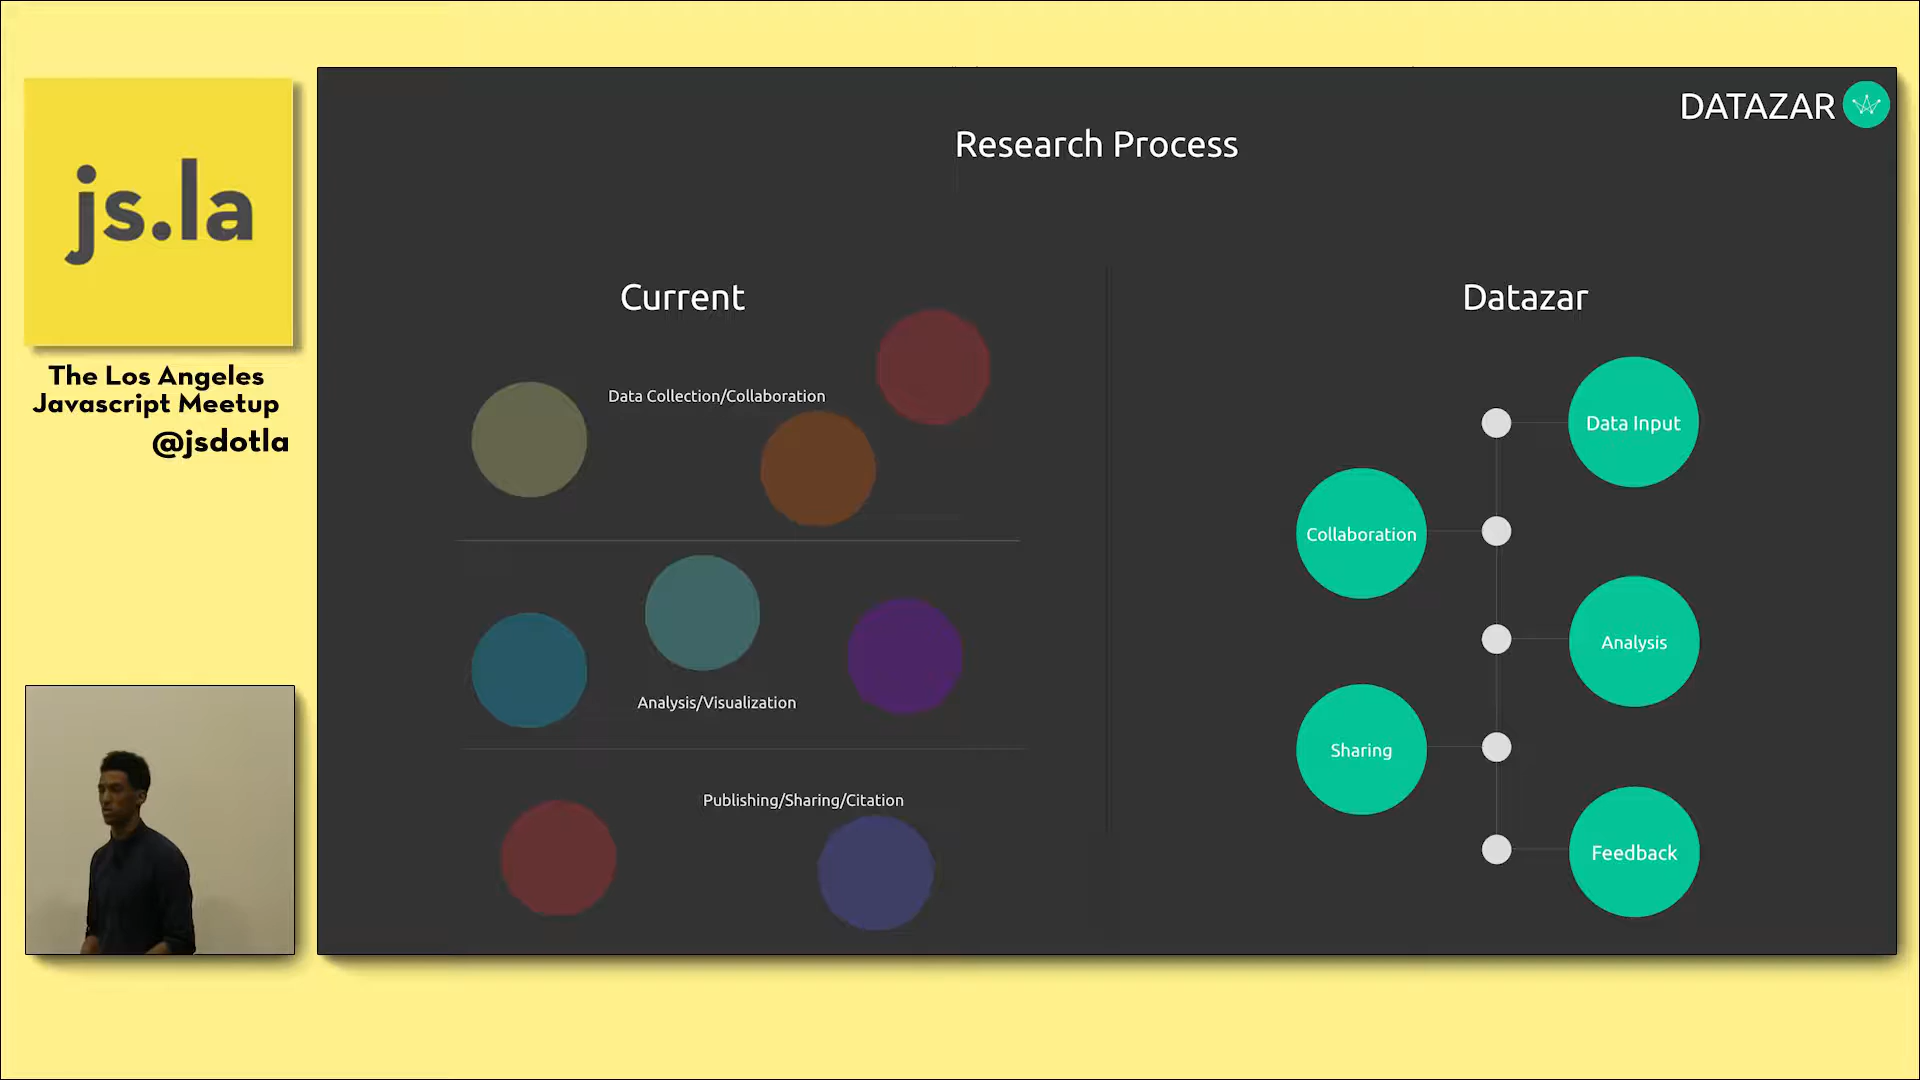 js.la
The Los Angeles
Javascript Meetup
@jsdotla
DATAZAR
Research Process
Current
Data Collection/Collaboration
Analysis/Visualization
Publishing/Sharing/Citation
Datazar
Data Input
Collaboration
Analysis
Sharing
Feedback